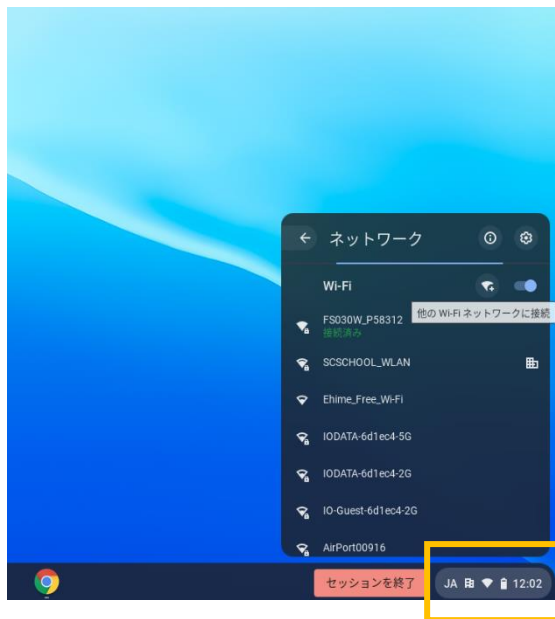 ネットワーク
Wi-Fi
他の Wi-Fi ネットワークに接続
FS030W_P58312
接続済み
SCSCHOOL_WLAN
Ehime_Free_Wi-Fi
IODATA-6d1ec4-5G
IODATA-6d1ec4-2G
IO-Guest-6d1ec4-2G
AirPort00916
セッションを終了
JA 12:02